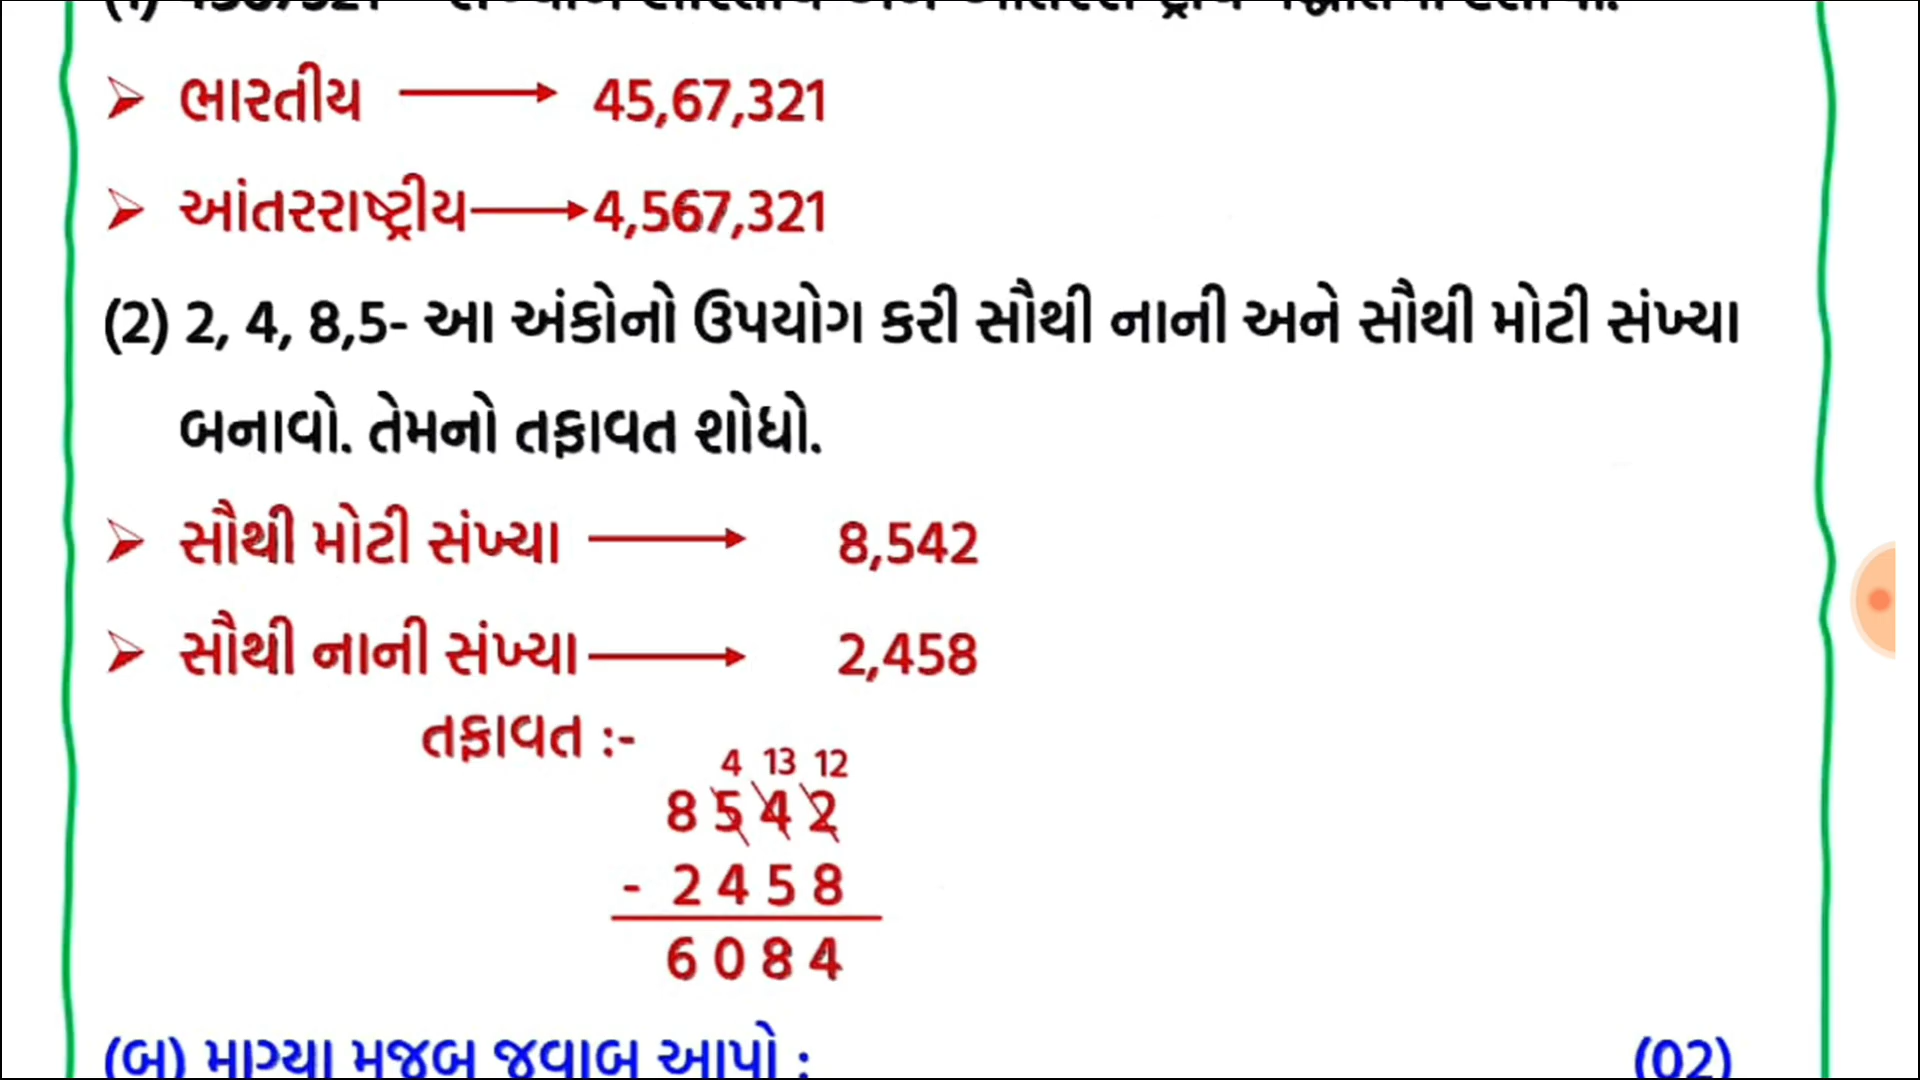 ભારતીય 45,67,321
આંતરરાષ્ટ્રીય 4,567,321
(2) 2, 4, 8,5- આ અંકોનો ઉપયોગ કરી સૌથી નાની અને સૌથી મોટી સંખ્યા
બનાવો. તેમનો તફાવત શોધો.
સૌથી મોટી સંખ્યા 8,542
સૌથી નાની સંખ્યા 2,458
તફાવત :-
4 13 12
8 5 4 2
- 2 4 5 8
6 0 8 4
(બ) માગ્યા મજબ જવાબ આપો : (02)